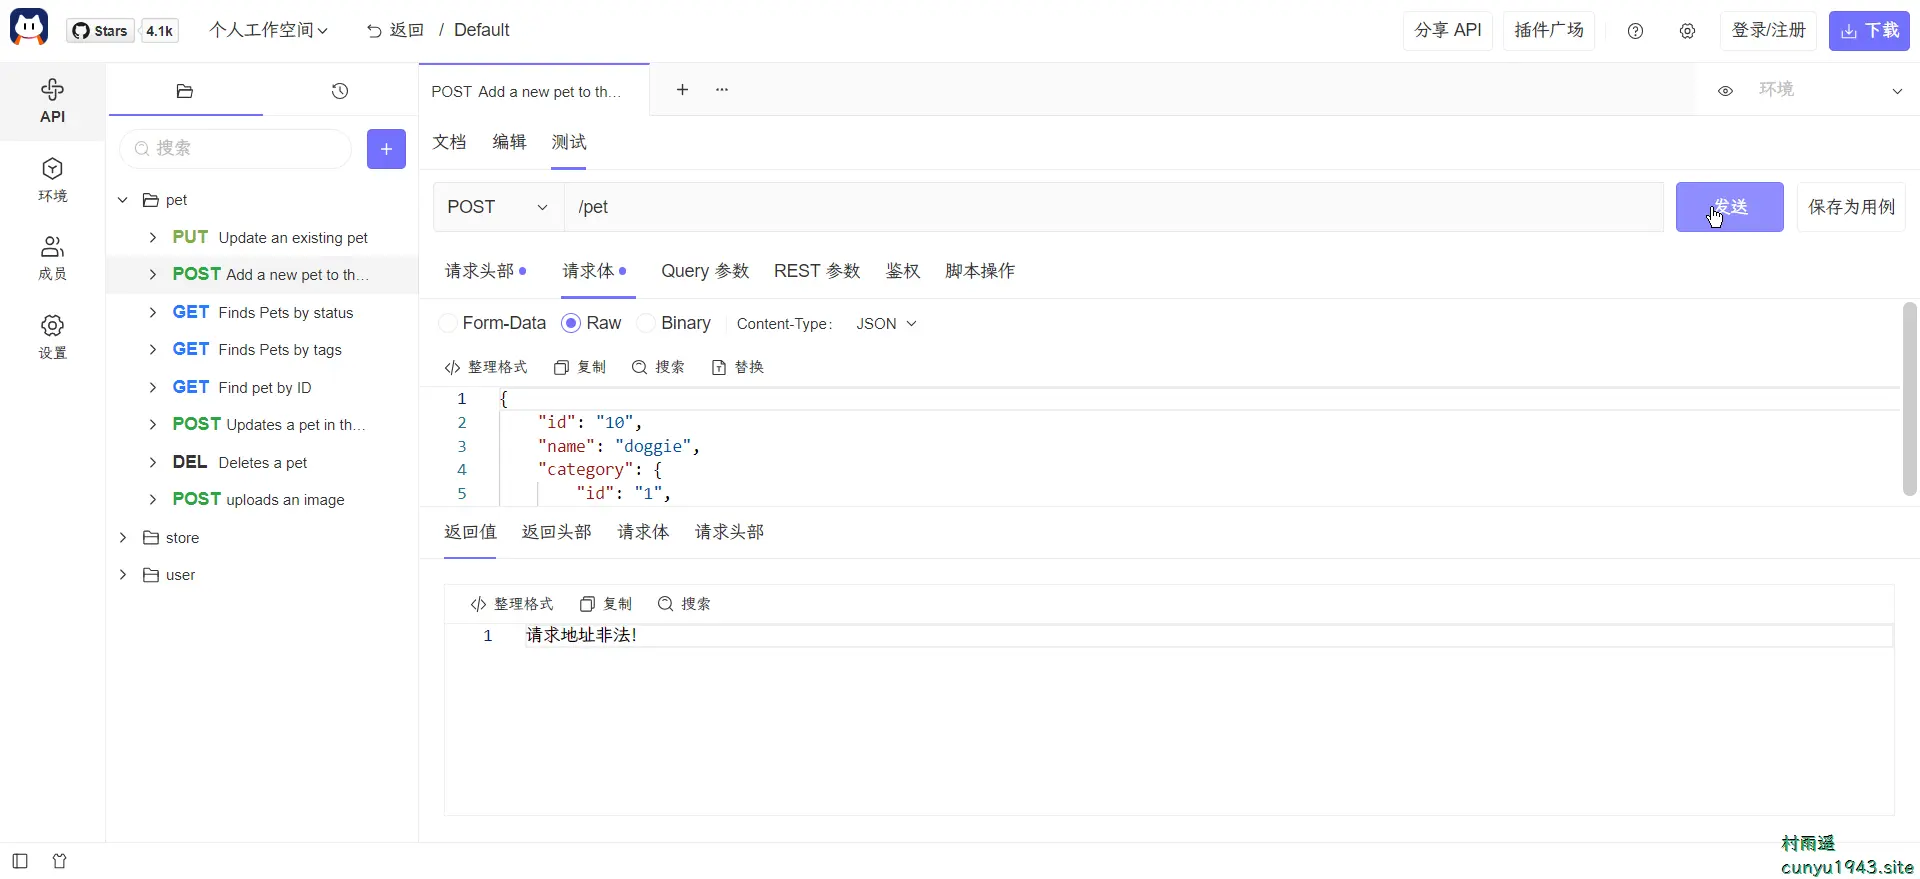 Stars 4.1k 个人工作空间 返回 / Default 分享 API 插件广场 登录/注册 下载
API
环境
成员
设置
搜索 +
pet
PUT Update an existing pet
POST Add a new pet to th...
GET Finds Pets by status
GET Finds Pets by tags
GET Find pet by ID
POST Updates a pet in th...
DEL Deletes a pet
POST uploads an image
store
user
POST Add a new pet to th... + ... 环境
文档 编辑 测试
POST /pet 发送 保存为用例
请求头部 请求体 Query 参数 REST 参数 鉴权 脚本操作
Form-Data Raw Binary Content-Type: JSON
整理格式 复制 搜索 替换
1 {
2 "id": "10",
3 "name": "doggie",
4 "category": {
5 "id": "1",
返回值 返回头部 请求体 请求头部
整理格式 复制 搜索
1 请求地址非法!
村雨遥
cunyu1943.site